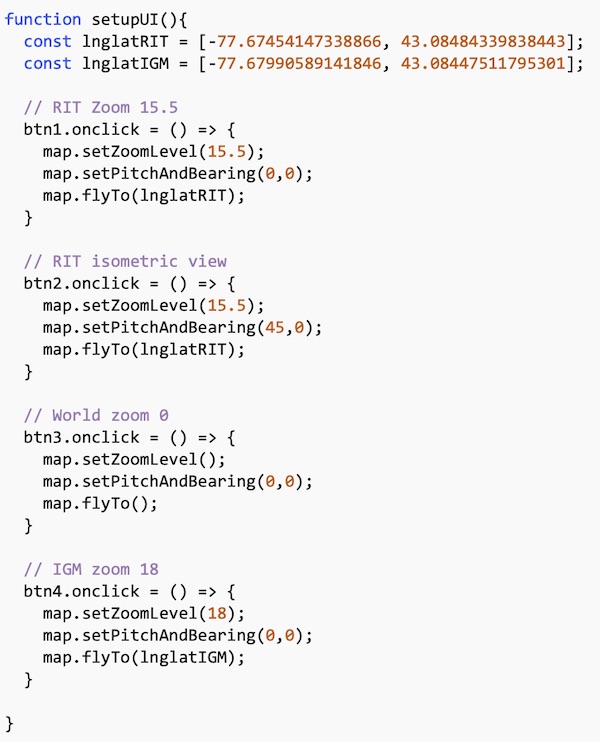 function setupUI(){
  const lnglatRIT = [-77.67454147338866, 43.08484339838443];
  const lnglatIGM = [-77.67990589141846, 43.08447511795301];

  // RIT Zoom 15.5
  btn1.onclick = () => {
    map.setZoomLevel(15.5);
    map.setPitchAndBearing(0,0);
    map.flyTo(lnglatRIT);
  }

  // RIT isometric view
  btn2.onclick = () => {
    map.setZoomLevel(15.5);
    map.setPitchAndBearing(45,0);
    map.flyTo(lnglatRIT);
  }

  // World zoom 0
  btn3.onclick = () => {
    map.setZoomLevel();
    map.setPitchAndBearing(0,0);
    map.flyTo();
  }

  // IGM zoom 18
  btn4.onclick = () => {
    map.setZoomLevel(18);
    map.setPitchAndBearing(0,0);
    map.flyTo(lnglatIGM);
  }

}